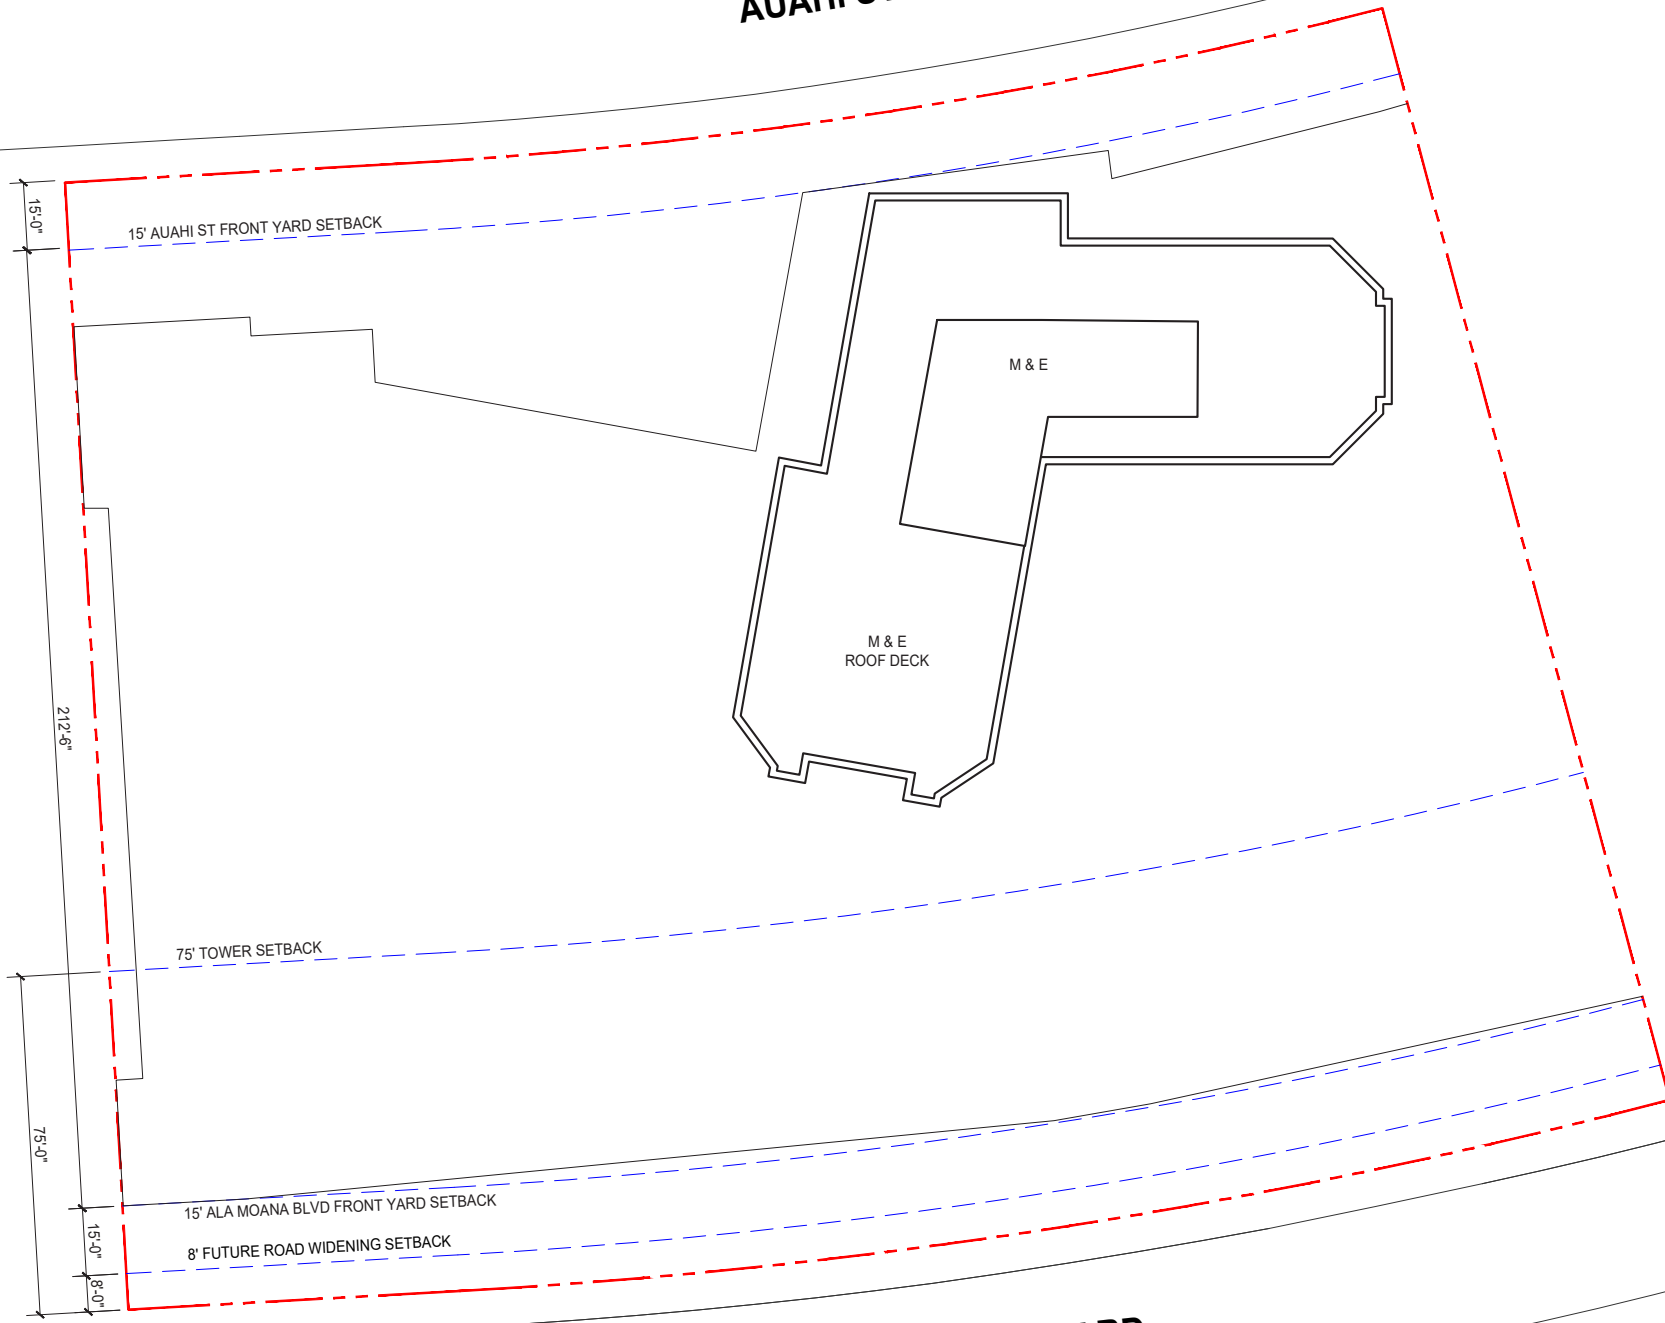 AUAHI
15'-0"
15' AUAHI ST FRONT YARD SETBACK
M & E
M & E
ROOF DECK
212'-6"
75' TOWER SETBACK
75'-0"
15' ALA MOANA BLVD FRONT YARD SETBACK
15'-0"
8' FUTURE ROAD WIDENING SETBACK
8'-0"